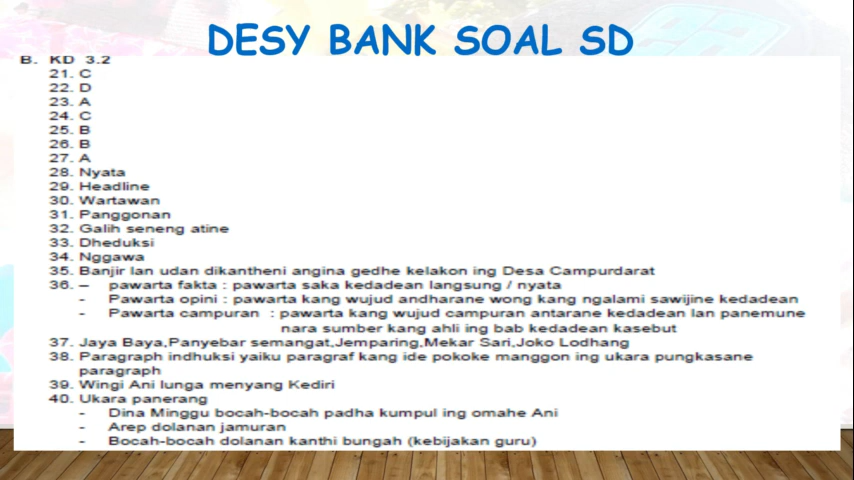 DESY BANK SOAL SD
B. KD 3.2
21. C
22. D
23. A
24. C
25. B
26. B
27. A
28. Nyata
29. Headline
30. Wartawan
31. Panggonan
32. Galih seneng atine
33. Dheduksi
34. Nggawa
35. Banjir lan udan dikantheni angina gedhe kelakon ing Desa Campurdarat
36. – pawarta fakta : pawarta saka kedadean langsung / nyata
- Pawarta opini : pawarta kang wujud andharane wong kang ngalami sawijine kedadean
- Pawarta campuran : pawarta kang wujud campuran antarane kedadean lan panemune
nara sumber kang ahli ing bab kedadean kasebut
37. Jaya Baya,Panyebar semangat,Jemparing,Mekar Sari,Joko Lodhang
38. Paragraph indhuksi yaiku paragraf kang ide pokoke manggon ing ukara pungkasane
paragraph
39. Wingi Ani lunga menyang Kediri
40. Ukara panerang
- Dina Minggu bocah-bocah padha kumpul ing omahe Ani
- Arep dolanan jamuran
- Bocah-bocah dolanan kanthi bungah (kebijakan guru)